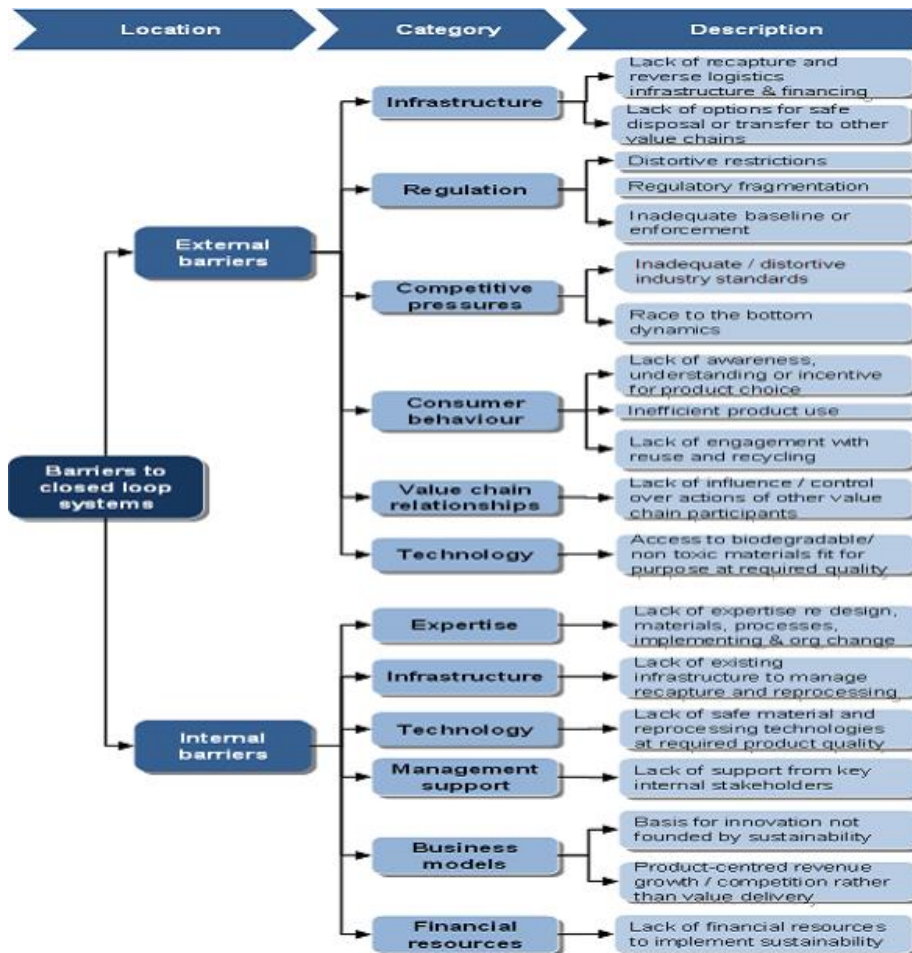 Location
Category
Description
Infrastructure
Lack of recapture and
reverse logistics
infrastructure & financing
Lack of options for safe
disposal or transfer to other
value chains
Regulation
Distortive restrictions
Regulatory fragmentation
Inadequate baseline or
enforcement
External
barriers
Competitive
pressures
Inadequate / distortive
industry standards
Race to the bottom
dynamics
Consumer
behaviour
Lack of awareness,
understanding or incentive
for product choice
Inefficient product use
Lack of engagement with
reuse and recycling
Barriers to
closed loop
systems
Value chain
relationships
Lack of influence / control
over actions of other value
chain participants
Technology
Access to biodegradable/
non toxic materials fit for
purpose at required quality
Expertise
Lack of expertise re design,
materials, processes,
implementing & org change
Infrastructure
Lack of existing
infrastructure to manage
recapture and reprocessing
Internal
barriers
Technology
Lack of safe material and
reprocessing technologies
at required product quality
Management
support
Lack of support from key
internal stakeholders
Business
models
Basis for innovation not
founded by sustainability
Product-centred revenue
growth / competition rather
than value delivery
Financial
resources
Lack of financial resources
to implement sustainability